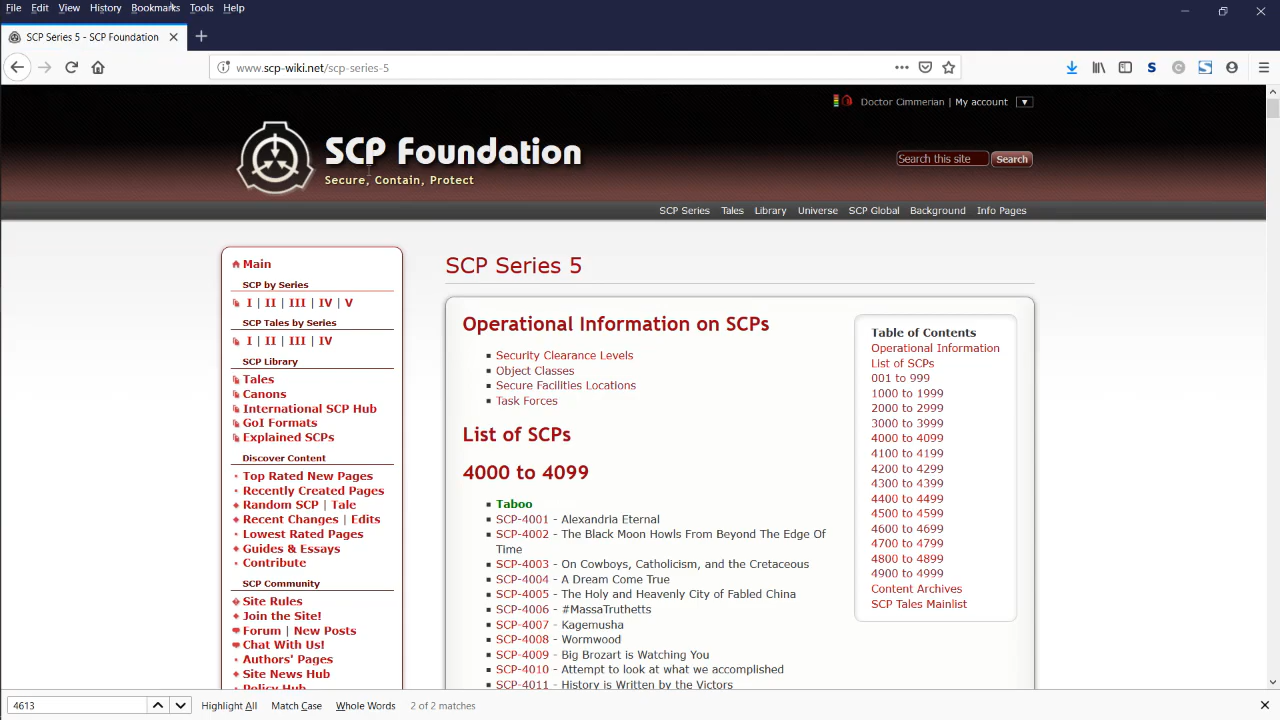 File Edit View History Bookmarks Tools Help
SCP Series 5 - SCP Foundation
www.scp-wiki.net/scp-series-5
Doctor Cimmerian | My account
SCP Foundation
Secure, Contain, Protect
Search this site Search
SCP Series Tales Library Universe SCP Global Background Info Pages
Main
SCP by Series
I | II | III | IV | V
SCP Tales by Series
I | II | III | IV
SCP Library
Tales
Canons
International SCP Hub
GoI Formats
Explained SCPs
Discover Content
Top Rated New Pages
Recently Created Pages
Random SCP | Tale
Recent Changes | Edits
Lowest Rated Pages
Guides & Essays
Contribute
SCP Community
Site Rules
Join the Site!
Forum | New Posts
Chat With Us!
Authors' Pages
Site News Hub
Policy Hub
SCP Series 5
Operational Information on SCPs
Security Clearance Levels
Object Classes
Secure Facilities Locations
Task Forces
List of SCPs
4000 to 4099
Taboo
SCP-4001 - Alexandria Eternal
SCP-4002 - The Black Moon Howls From Beyond The Edge Of
Time
SCP-4003 - On Cowboys, Catholicism, and the Cretaceous
SCP-4004 - A Dream Come True
SCP-4005 - The Holy and Heavenly City of Fabled China
SCP-4006 - #MassaTruthetts
SCP-4007 - Kagemusha
SCP-4008 - Wormwood
SCP-4009 - Big Brozart is Watching You
SCP-4010 - Attempt to look at what we accomplished
SCP-4011 - History is Written by the Victors
Table of Contents
Operational Information
List of SCPs
001 to 999
1000 to 1999
2000 to 2999
3000 to 3999
4000 to 4099
4100 to 4199
4200 to 4299
4300 to 4399
4400 to 4499
4500 to 4599
4600 to 4699
4700 to 4799
4800 to 4899
4900 to 4999
Content Archives
SCP Tales Mainlist
4613 Highlight All Match Case Whole Words 2 of 2 matches